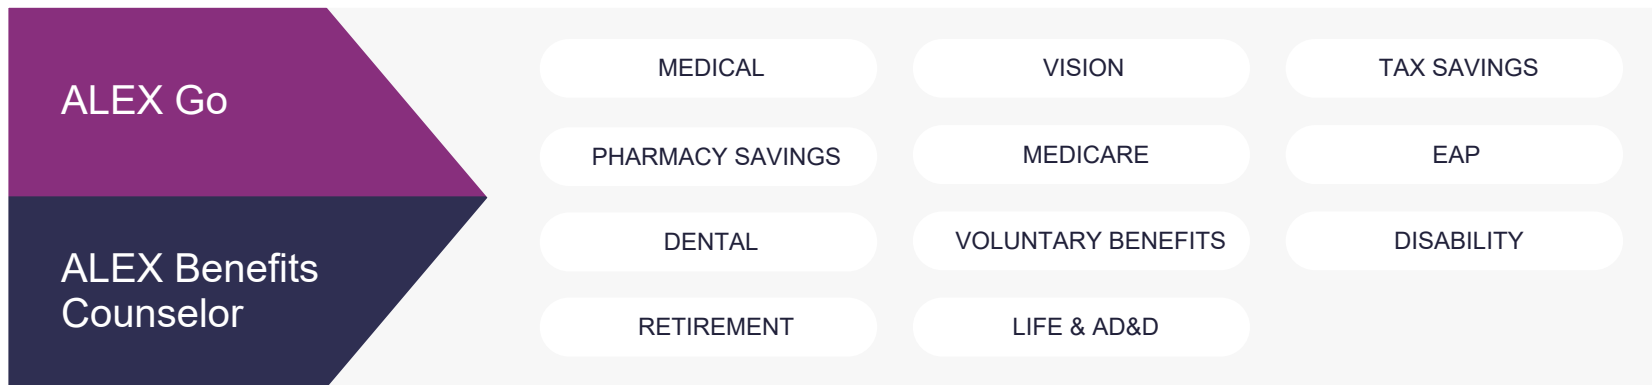 ALEX Go
ALEX Benefits
Counselor
MEDICAL
VISION
TAX SAVINGS
PHARMACY SAVINGS
MEDICARE
EAP
DENTAL
VOLUNTARY BENEFITS
DISABILITY
RETIREMENT
LIFE & AD&D